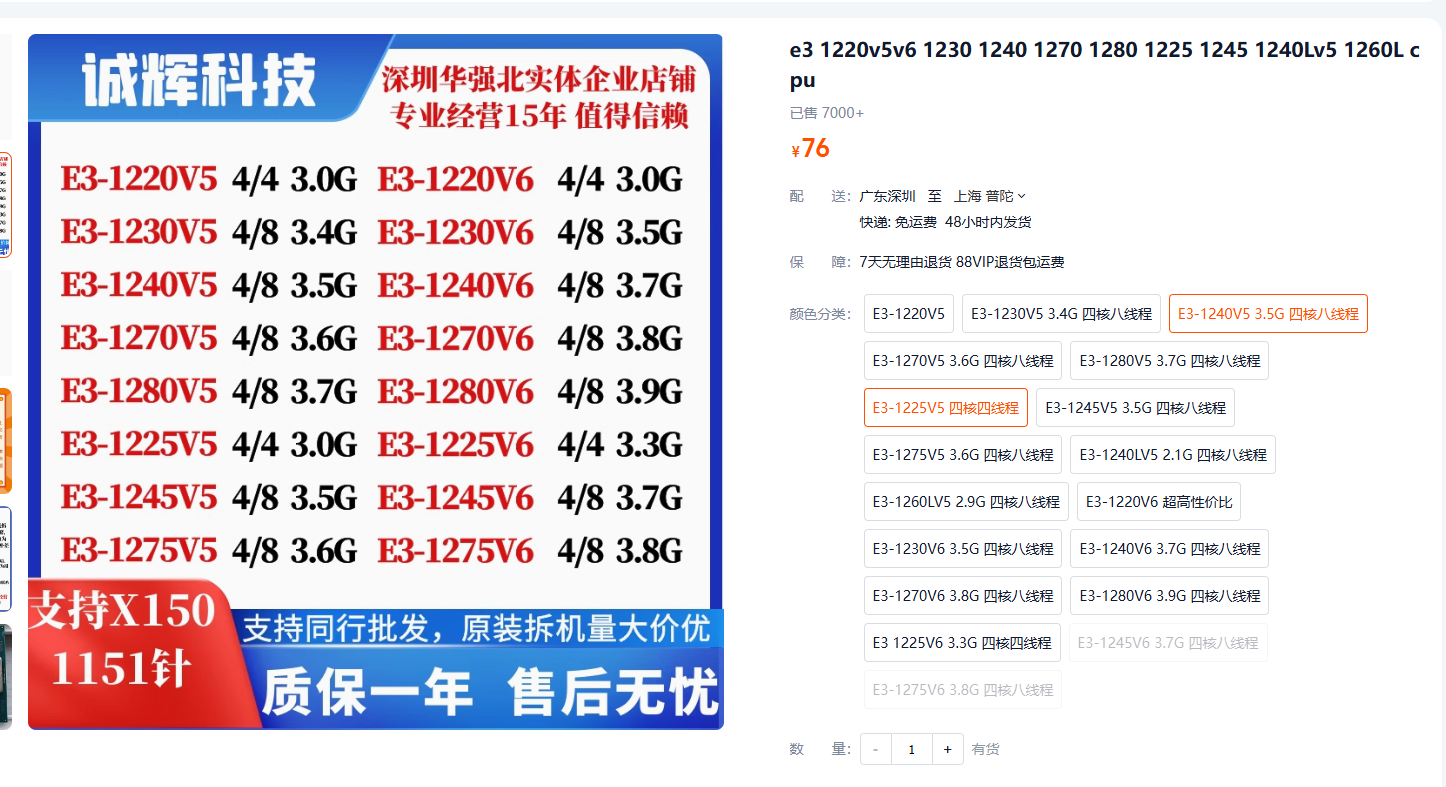 诚辉科技
深圳华强北实体企业店铺
专业经营15年 值得信赖
E3-1220V5 4/4 3.0G E3-1220V6 4/4 3.0G
E3-1230V5 4/8 3.4G E3-1230V6 4/8 3.5G
E3-1240V5 4/8 3.5G E3-1240V6 4/8 3.7G
E3-1270V5 4/8 3.6G E3-1270V6 4/8 3.8G
E3-1280V5 4/8 3.7G E3-1280V6 4/8 3.9G
E3-1225V5 4/4 3.0G E3-1225V6 4/4 3.3G
E3-1245V5 4/8 3.5G E3-1245V6 4/8 3.7G
E3-1275V5 4/8 3.6G E3-1275V6 4/8 3.8G
支持X150
1151针
支持同行批发，原装拆机量大价优
质保一年 售后无忧
e3 1220v5v6 1230 1240 1270 1280 1225 1245 1240Lv5 1260L c
pu
已售 7000+
¥76
配 送: 广东深圳 至 上海 普陀
快递: 免运费 48小时内发货
保 障: 7天无理由退货 88VIP退货包运费
颜色分类: E3-1220V5 E3-1230V5 3.4G 四核八线程 E3-1240V5 3.5G 四核八线程
E3-1270V5 3.6G 四核八线程 E3-1280V5 3.7G 四核八线程
E3-1225V5 四核四线程 E3-1245V5 3.5G 四核八线程
E3-1275V5 3.6G 四核八线程 E3-1240LV5 2.1G 四核八线程
E3-1260LV5 2.9G 四核八线程 E3-1220V6 超高性价比
E3-1230V6 3.5G 四核八线程 E3-1240V6 3.7G 四核八线程
E3-1270V6 3.8G 四核八线程 E3-1280V6 3.9G 四核八线程
E3 1225V6 3.3G 四核四线程 E3-1245V6 3.7G 四核八线程
E3-1275V6 3.8G 四核八线程
数 量: - 1 + 有货